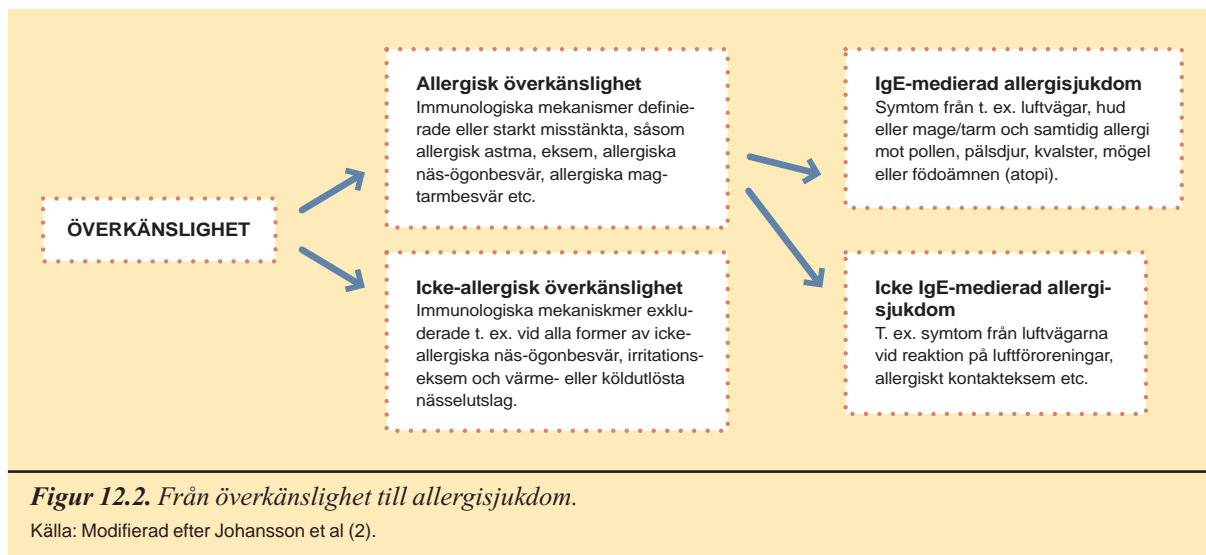 ÖVERKÄNSLIGHET
Allergisk överkänslighet
Immunologiska mekanismer definie-
rade eller starkt misstänkta, såsom
allergisk astma, eksem, allergiska
näs-ögonbesvär, allergiska mag-
tarmbesvär etc.
Icke-allergisk överkänslighet
Immunologiska mekaniskmer exklu-
derade t. ex. vid alla former av icke-
allergiska näs-ögonbesvär, irritations-
eksem och värme- eller köldutlösta
nässelutslag.
IgE-medierad allergisjukdom
Symtom från t. ex. luftvägar, hud
eller mage/tarm och samtidig allergi
mot pollen, pälsdjur, kvalster, mögel
eller födoämnen (atopi).
Icke IgE-medierad allergi-
sjukdom
T. ex. symtom från luftvägarna
vid reaktion på luftföroreningar,
allergiskt kontakteksem etc.
Figur 12.2. Från överkänslighet till allergisjukdom.
Källa: Modifierad efter Johansson et al (2).